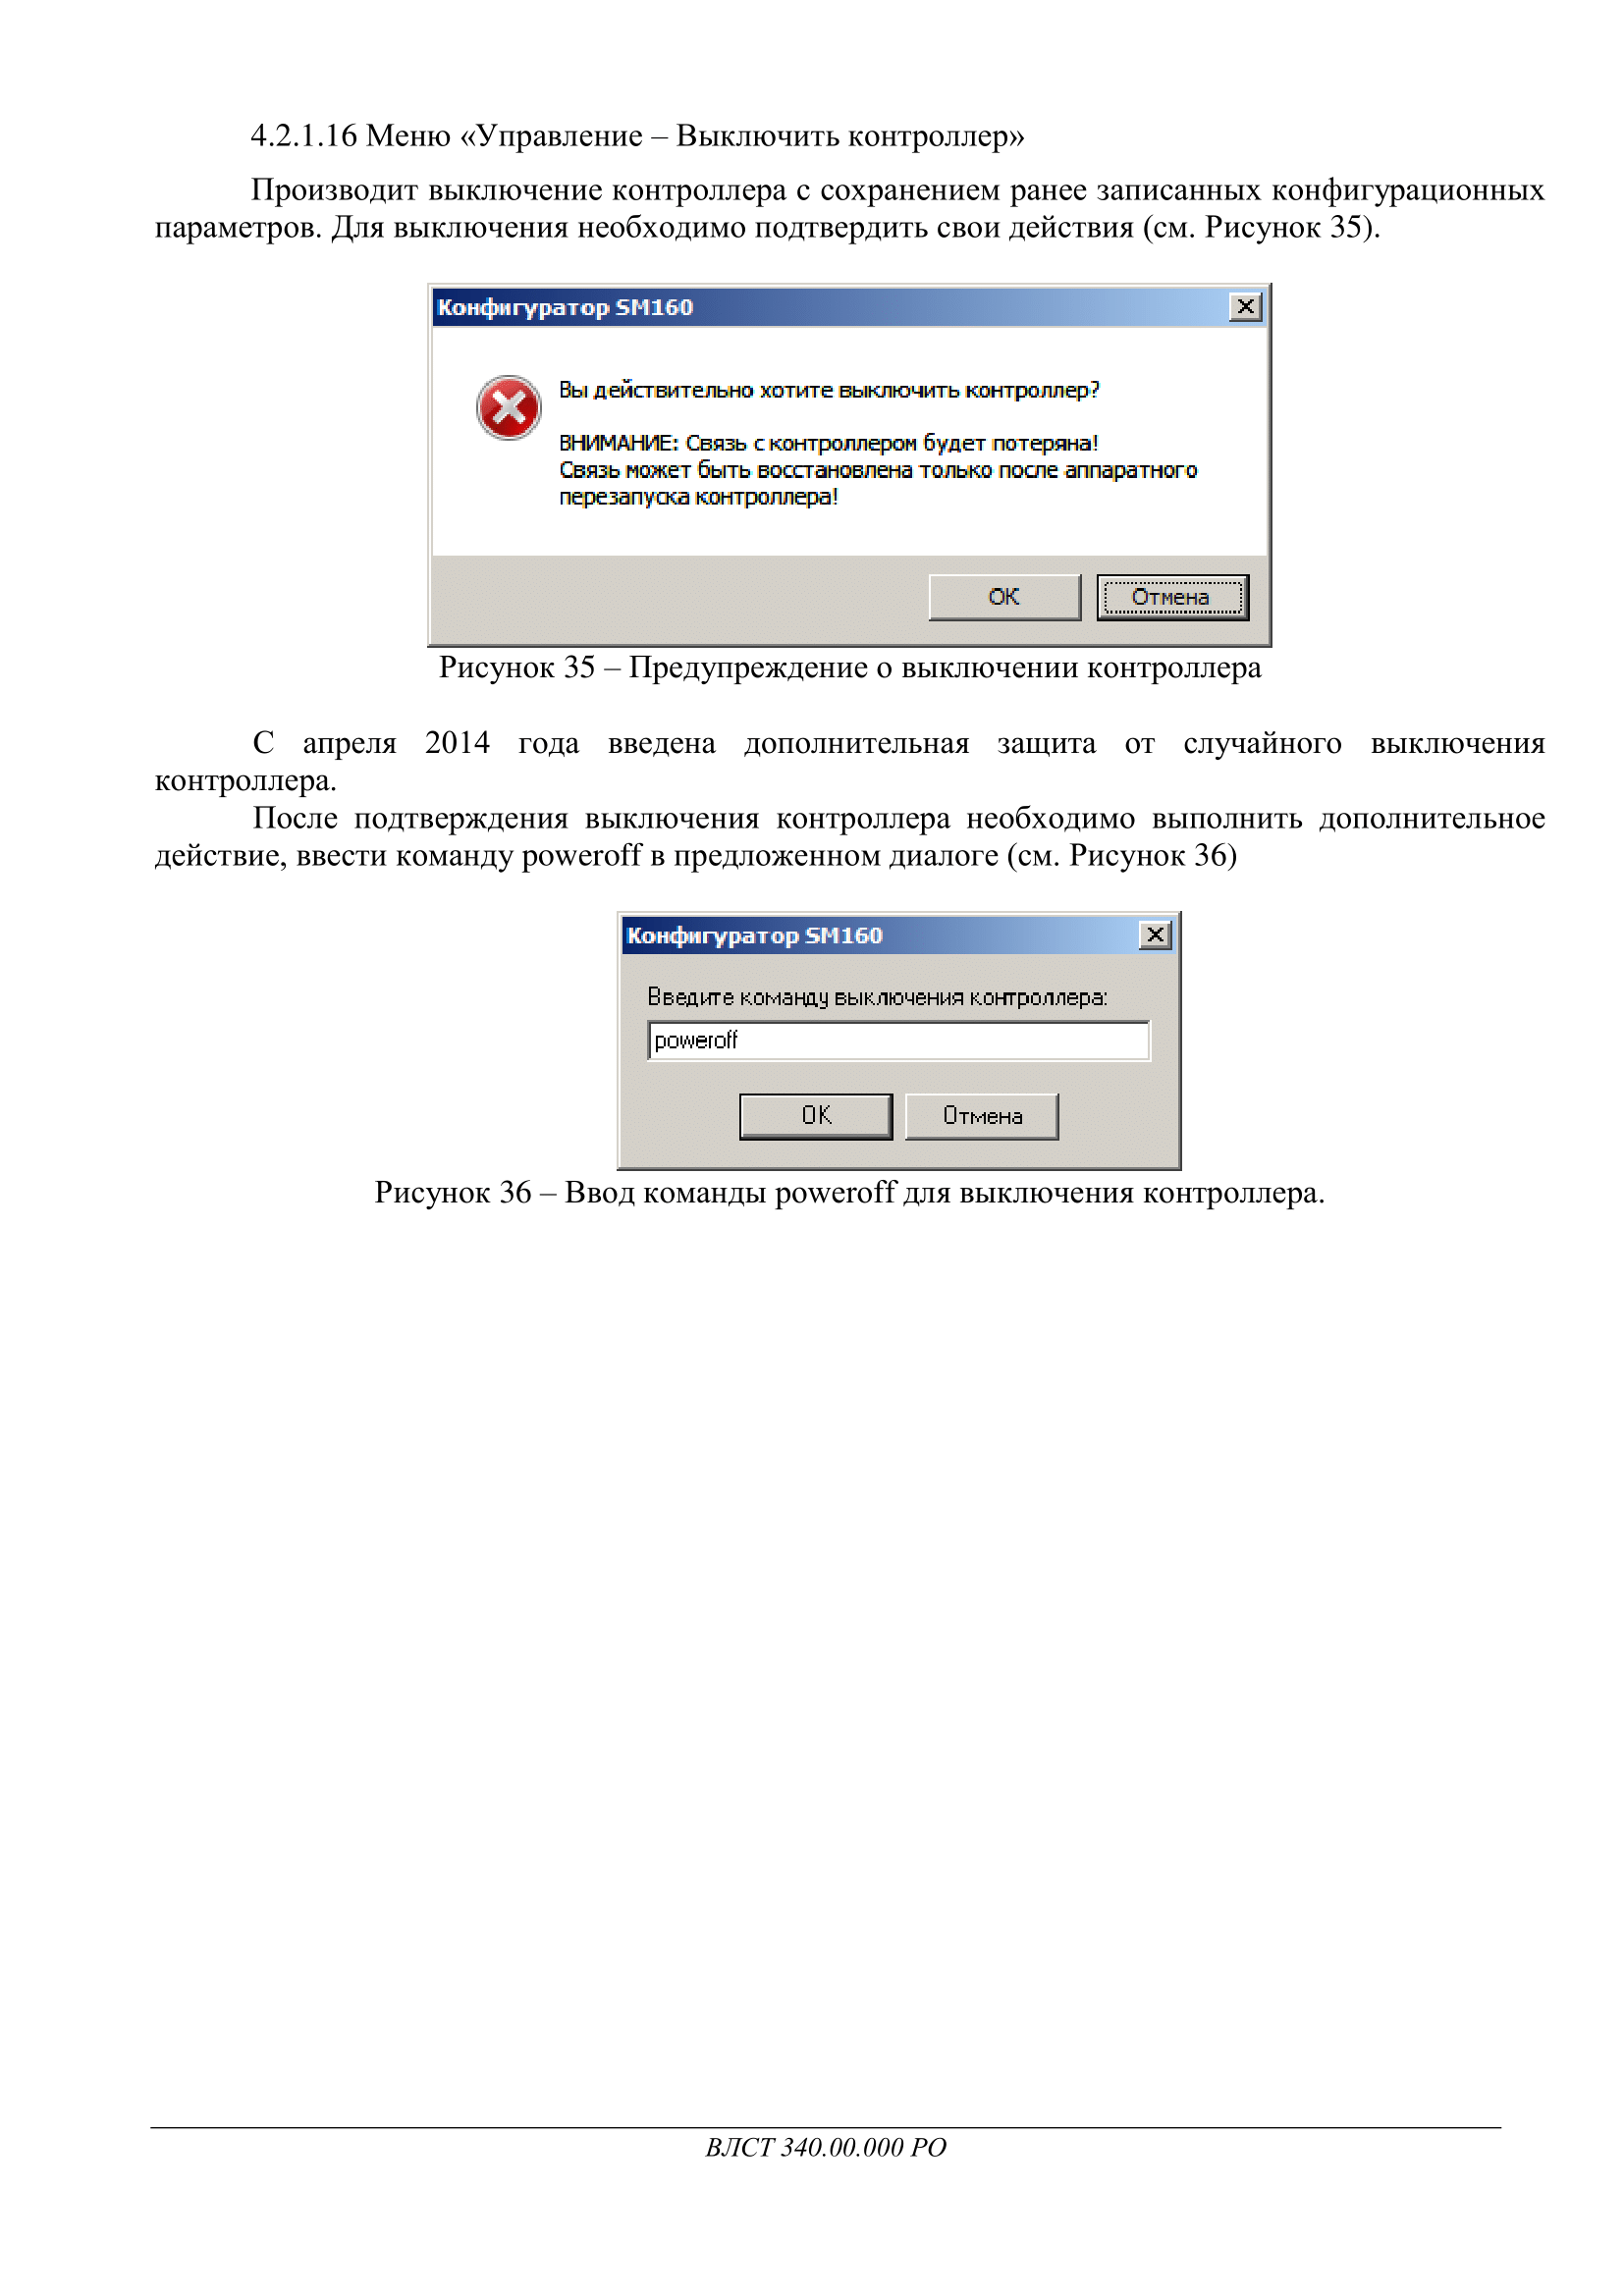 4.2.1.16 Меню «Управление – Выключить контроллер»
Производит выключение контроллера с сохранением ранее записанных конфигурационных
параметров. Для выключения необходимо подтвердить свои действия (см. Рисунок 35).
Конфигуратор SM160
Вы действительно хотите выключить контроллер?
ВНИМАНИЕ: Связь с контроллером будет потеряна!
Связь может быть восстановлена только после аппаратного
перезапуска контроллера!
ОК Отмена
Рисунок 35 – Предупреждение о выключении контроллера
С апреля 2014 года введена дополнительная защита от случайного выключения
контроллера.
После подтверждения выключения контроллера необходимо выполнить дополнительное
действие, ввести команду poweroff в предложенном диалоге (см. Рисунок 36)
Конфигуратор SM160
Введите команду выключения контроллера:
poweroff
ОК Отмена
Рисунок 36 – Ввод команды poweroff для выключения контроллера.
ВЛСТ 340.00.000 РО